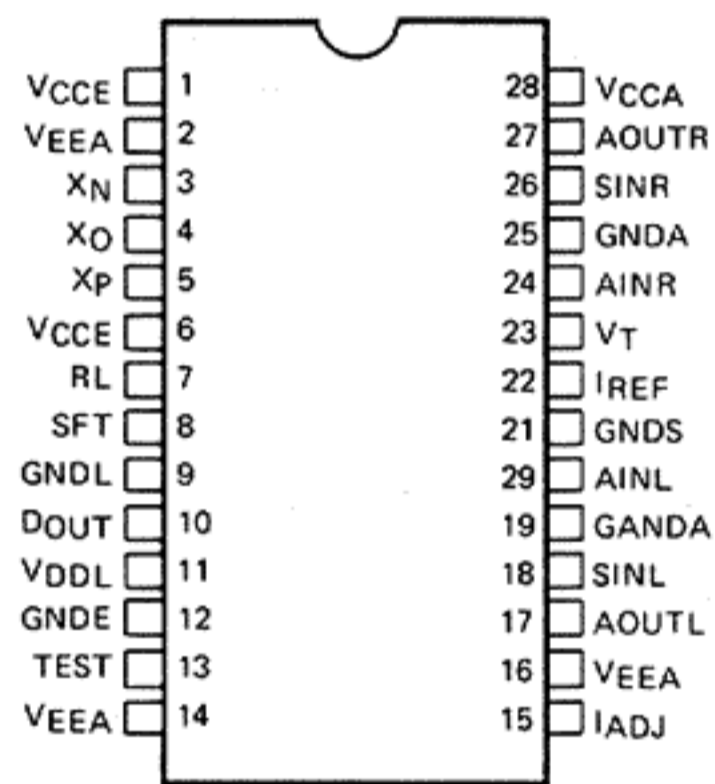 VCCE 1 28 VCCA
VEEA 2 27 AOUTR
XN 3 26 SINR
XO 4 25 GNDA
XP 5 24 AINR
VCCE 6 23 VT
RL 7 22 IREF
SFT 8 21 GNDS
GNDL 9 29 AINL
DOUT 10 19 GANDA
VDDL 11 18 SINL
GNDE 12 17 AOUTL
TEST 13 16 VEEA
VEEA 14 15 IADJ